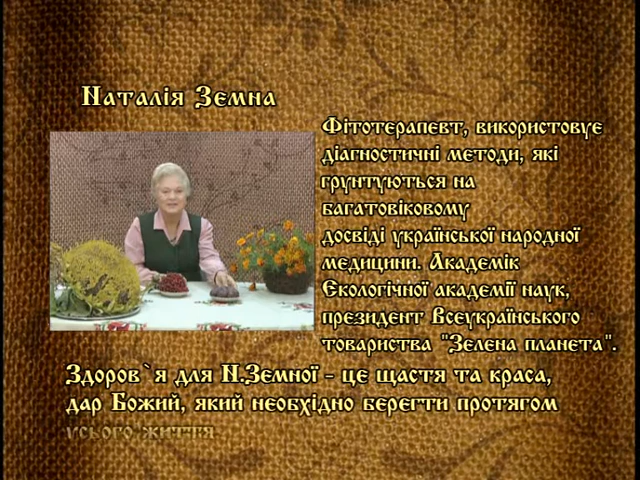 Наталія Земна
Фітотерапевт, використовує
діагностичні методи, які
грунтуються на
багатовіковому
досвіді української народної
медицини. Академік
Екологічної академії наук,
президент Всеукраїнського
товариства "Зелена планета".
Здоров`я для Н.Земної - це щастя та краса,
дар Божий, який необхідно берегти протягом
усього життя